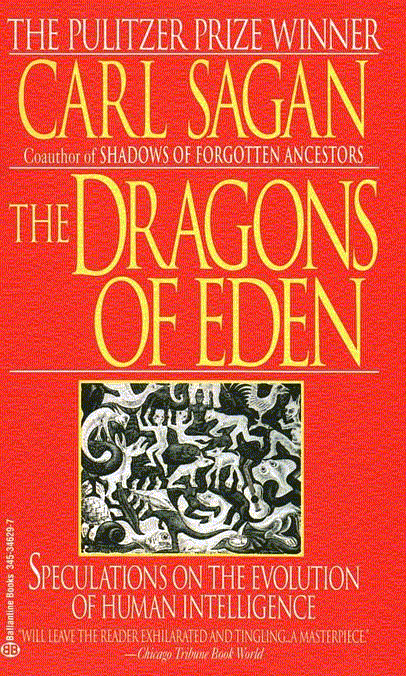 THE PULITZER PRIZE WINNER
CARL SAGAN
Coauthor of SHADOWS OF FORGOTTEN ANCESTORS
THE DRAGONS
OF EDEN
SPECULATIONS ON THE EVOLUTION
OF HUMAN INTELLIGENCE
"WILL LEAVE THE READER EXHILARATED AND TINGLING...A MASTERPIECE."
—Chicago Tribune Book World
BB Ballantine Books 345-34629-7